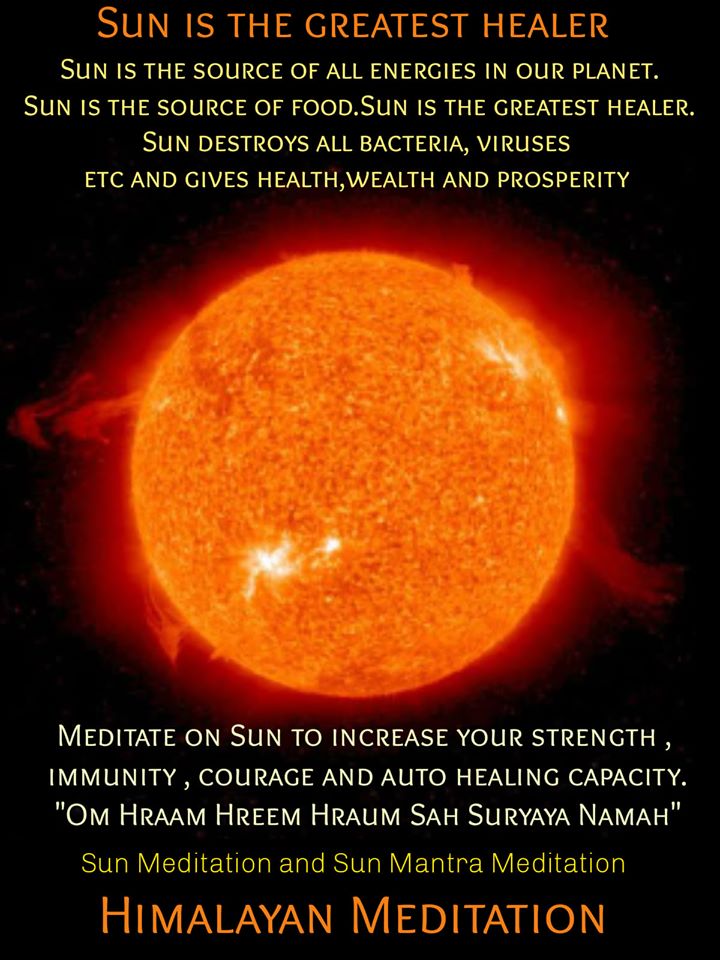 Sun is the greatest healer
Sun is the source of all energies in our planet.
Sun is the source of food.Sun is the greatest healer.
Sun destroys all bacteria, viruses
etc and gives health,wealth and prosperity
Meditate on Sun to increase your strength ,
immunity , courage and auto healing capacity.
"Om Hraam Hreem Hraum Sah Suryaya Namah"
Sun Meditation and Sun Mantra Meditation
Himalayan Meditation